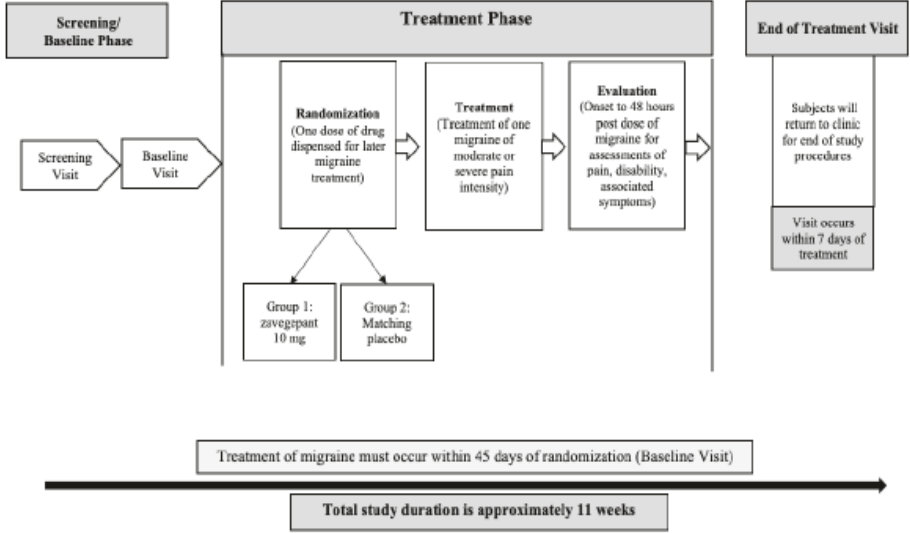 Screening/
Baseline Phase
Treatment Phase
End of Treatment Visit
Screening
Visit
Baseline
Visit
Randomization
(One dose of drug
dispensed for later
migraine
treatment)
Treatment
(Treatment of one
migraine of
moderate or
severe pain
intensity)
Evaluation
(Onset to 48 hours
post dose of
migraine for
assessments of
pain, disability,
associated
symptoms)
Subjects will
return to clinic
for end of study
procedures
Visit occurs
within 7 days of
treatment
Group 1:
zavegepant
10 mg
Group 2:
Matching
placebo
Treatment of migraine must occur within 45 days of randomization (Baseline Visit)
Total study duration is approximately 11 weeks